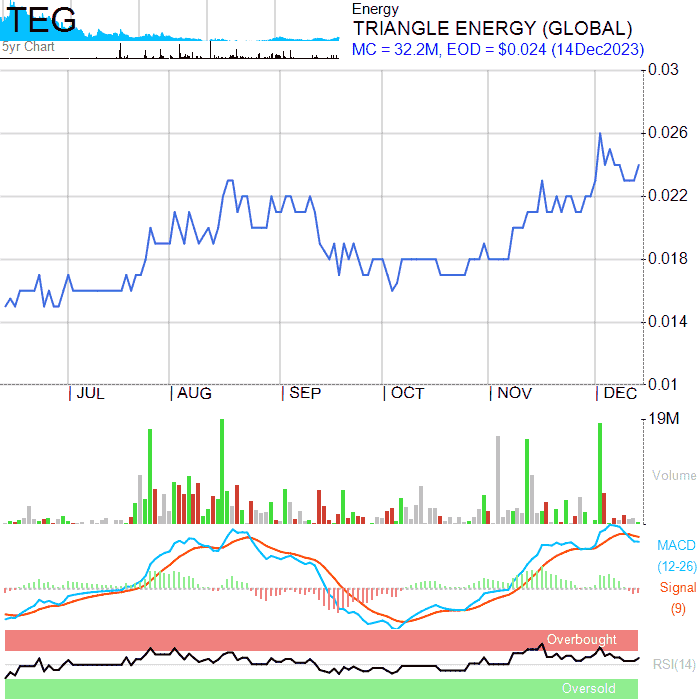 TEG
5yr Chart
Energy
TRIANGLE ENERGY (GLOBAL)
MC = 32.2M, EOD = $0.024 (14Dec2023)
0.03
0.026
0.022
0.018
0.014
0.01
JUL AUG SEP OCT NOV DEC
19M
Volume
MACD
(12-26)
Signal
(9)
Overbought
RSI(14)
Oversold